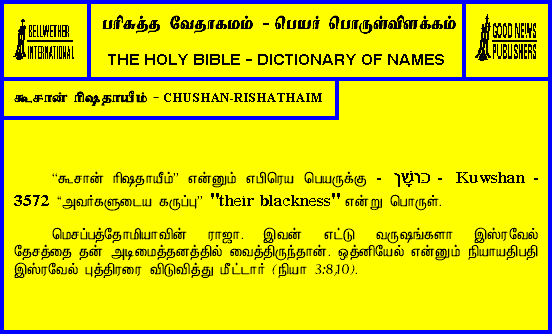 BELLWETHER
INTERNATIONAL
பரிசுத்த வேதாகமம் - பெயர் பொருள்விளக்கம்
THE HOLY BIBLE - DICTIONARY OF NAMES
GOOD NEWS
PUBLISHERS
கூசான் ரிஷதாயீம் - CHUSHAN-RISHATHAIM
“கூசான் ரிஷதாயீம்” என்னும் எபிரெய பெயருக்கு - כּוּשָׁן - Kuwshan -
3572 “அவர்களுடைய கருப்பு” "their blackness" என்று பொருள்.
மெசப்பத்தோமியாவின் ராஜா. இவன் எட்டு வருஷங்களா இஸ்ரவேல்
தேசத்தை தன் அடிமைத்தனத்தில் வைத்திருந்தான். ஒத்னியேல் என்னும் நியாயதிபதி
இஸ்ரவேல் புத்திரரை விடுவித்து மீட்டார் (நியா 3:8,10).